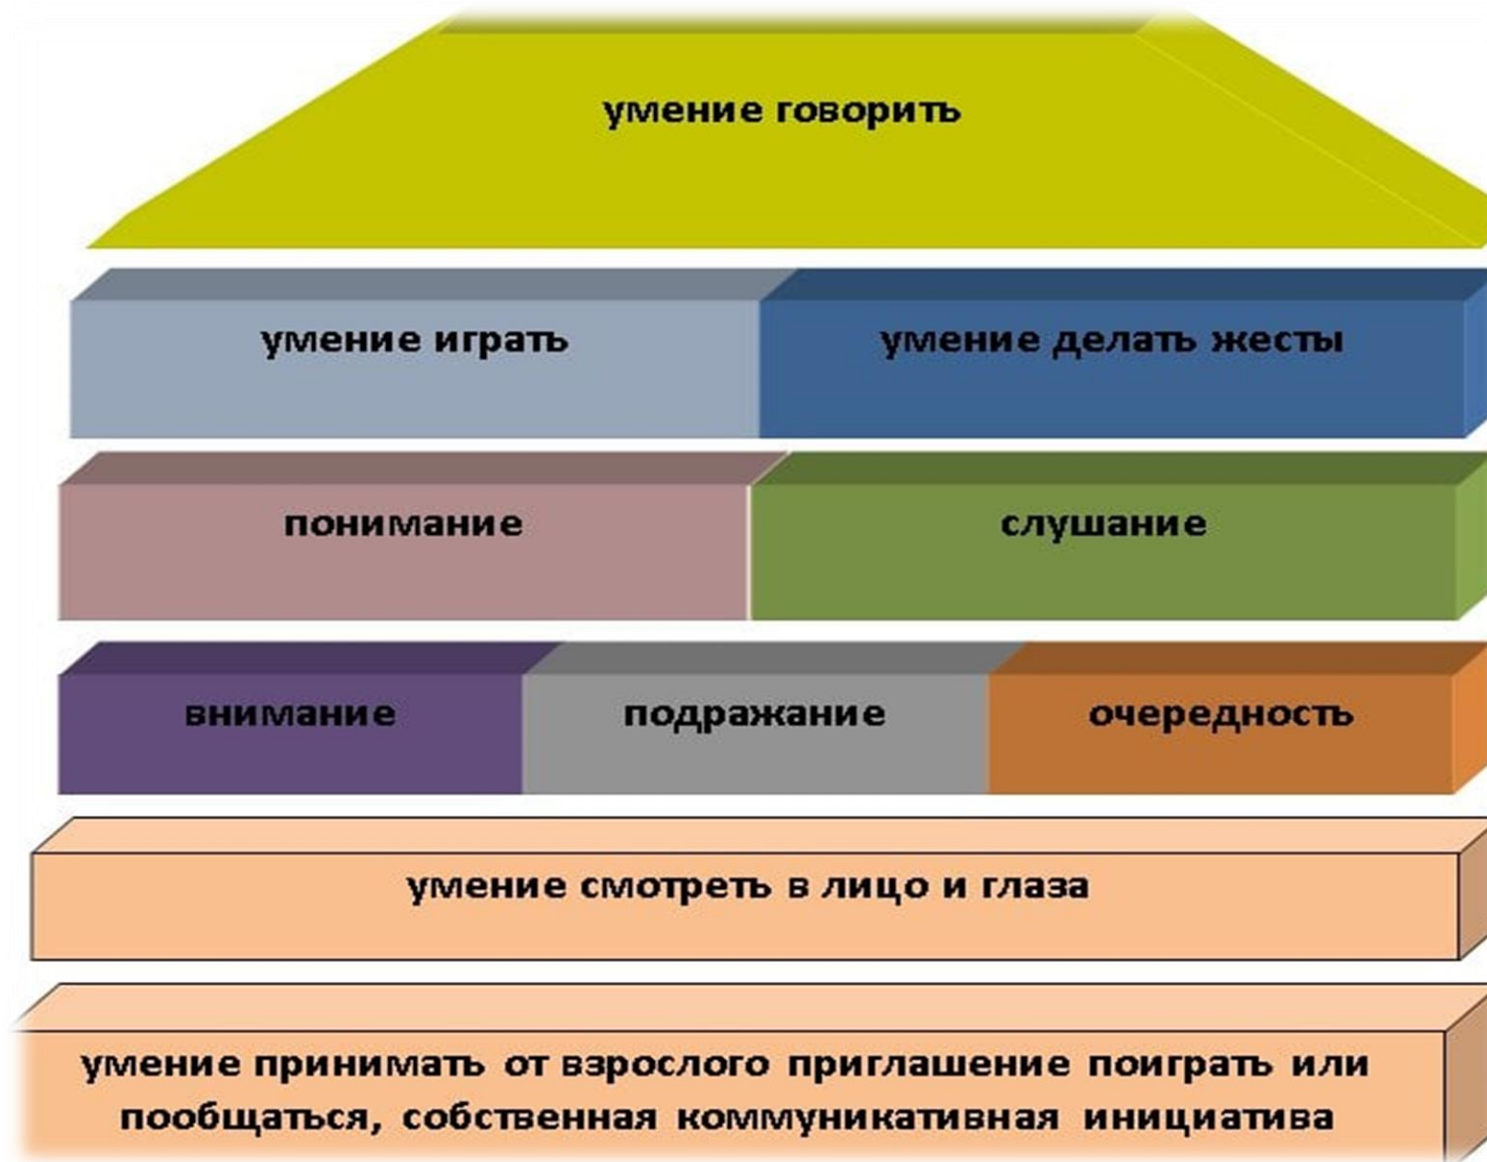 умение говорить
умение играть
умение делать жесты
понимание
слушание
внимание
подражание
очередность
умение смотреть в лицо и глаза
умение принимать от взрослого приглашение поиграть или
пообщаться, собственная коммуникативная инициатива